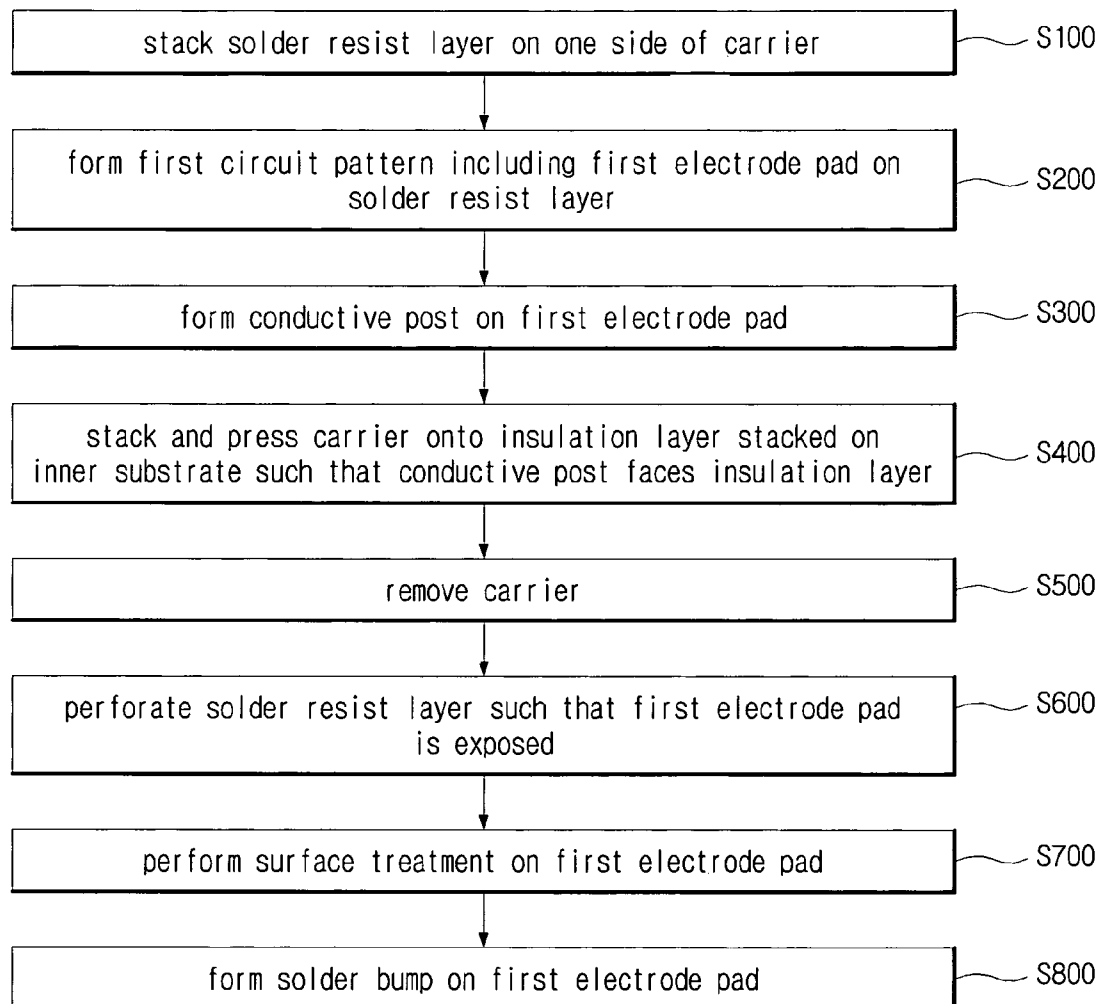 stack solder resist layer on one side of carrier
S100
form first circuit pattern including first electrode pad on
solder resist layer
S200
form conductive post on first electrode pad
S300
stack and press carrier onto insulation layer stacked on
inner substrate such that conductive post faces insulation layer
S400
remove carrier
S500
perforate solder resist layer such that first electrode pad
is exposed
S600
perform surface treatment on first electrode pad
S700
form solder bump on first electrode pad
S800